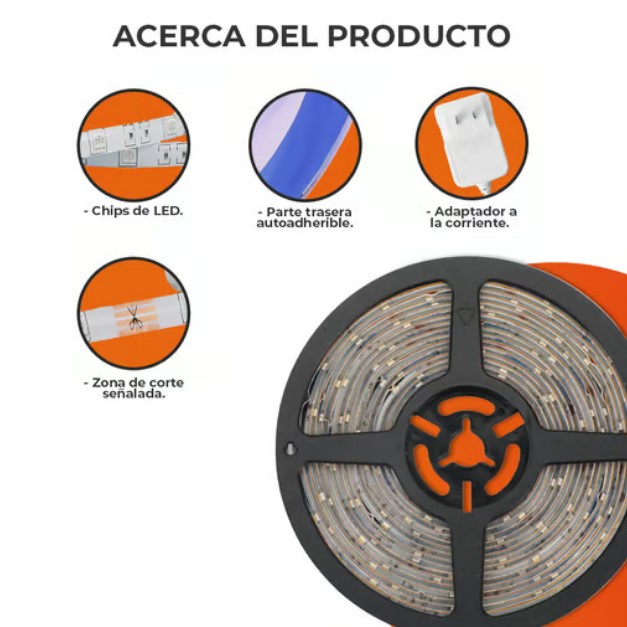 ACERCA DEL PRODUCTO
- Chips de LED.
- Parte trasera
autoadherible.
- Adaptador a
la corriente.
- Zona de corte
señalada.